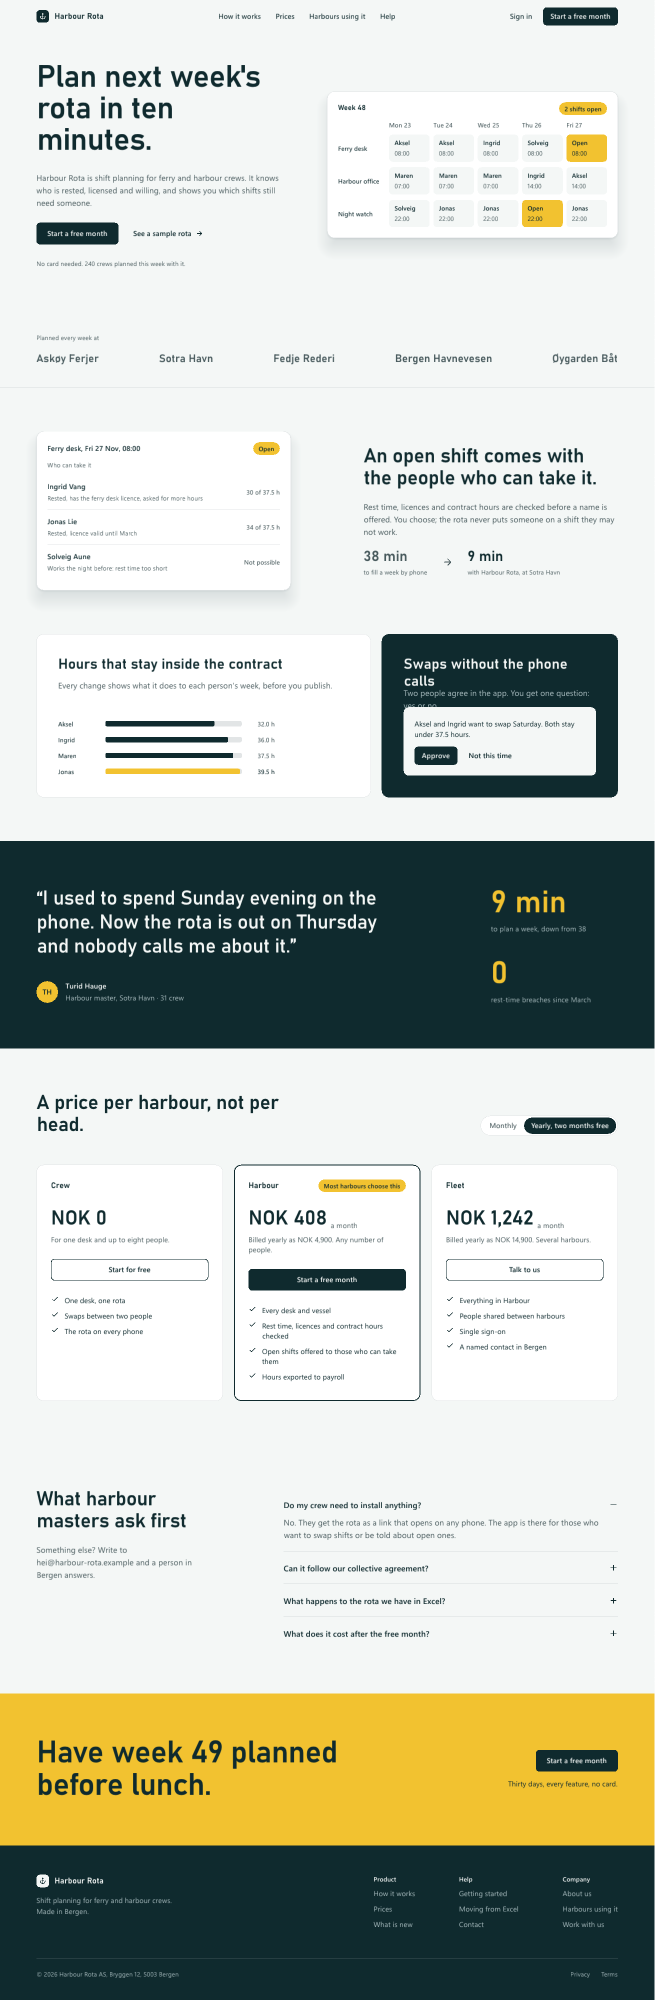 Harbour Rota
How it works
Prices
Harbours using it
Help
Sign in
Start a free month
Plan next week's
rota in ten
minutes.
Harbour Rota is shift planning for ferry and harbour crews. It knows
who is rested, licensed and willing, and shows you which shifts still
need someone.
Start a free month
See a sample rota →
No card needed. 240 crews planned this week with it.
Week 48
2 shifts open
Mon 23 Tue 24 Wed 25 Thu 26 Fri 27
Ferry desk
Aksel Aksel Ingrid Solveig Open
08:00 08:00 08:00 08:00 08:00
Harbour office
Maren Maren Maren Ingrid Aksel
07:00 07:00 07:00 14:00 14:00
Night watch
Solveig Jonas Jonas Open Jonas
22:00 22:00 22:00 22:00 22:00
Planned every week at
Askøy Ferjer
Sotra Havn
Fedje Rederi
Bergen Havnevesen
Øygarden Båt
Ferry desk, Fri 27 Nov, 08:00
Open
Who can take it
Ingrid Vang
Rested, has the ferry desk licence, asked for more hours
30 of 37.5 h
Jonas Lie
Rested, licence valid until March
34 of 37.5 h
Solveig Aune
Works the night before: rest time too short
Not possible
An open shift comes with
the people who can take it.
Rest time, licences and contract hours are checked before a name is
offered. You choose; the rota never puts someone on a shift they may
not work.
38 min → 9 min
to fill a week by phone
with Harbour Rota, at Sotra Havn
Hours that stay inside the contract
Every change shows what it does to each person's week, before you publish.
Aksel 32.0 h
Ingrid 36.0 h
Maren 37.5 h
Jonas 39.5 h
Swaps without the phone
calls
Two people agree in the app. You get one question:
yes or no.
Aksel and Ingrid want to swap Saturday. Both stay
under 37.5 hours.
Approve
Not this time
“I used to spend Sunday evening on the
phone. Now the rota is out on Thursday
and nobody calls me about it.”
TH
Turid Hauge
Harbour master, Sotra Havn · 31 crew
9 min
to plan a week, down from 38
0
rest-time breaches since March
A price per harbour, not per
head.
Monthly
Yearly, two months free
Crew
NOK 0
For one desk and up to eight people.
Start for free
One desk, one rota
Swaps between two people
The rota on every phone
Harbour
Most harbours choose this
NOK 408 a month
Billed yearly as NOK 4,900. Any number of
people.
Start a free month
Every desk and vessel
Rest time, licences and contract hours
checked
Open shifts offered to those who can take
them
Hours exported to payroll
Fleet
NOK 1,242 a month
Billed yearly as NOK 14,900. Several harbours.
Talk to us
Everything in Harbour
People shared between harbours
Single sign-on
A named contact in Bergen
What harbour
masters ask first
Something else? Write to
hei@harbour-rota.example and a person in
Bergen answers.
Do my crew need to install anything?
No. They get the rota as a link that opens on any phone. The app is there for those who
want to swap shifts or be told about open ones.
Can it follow our collective agreement?
What happens to the rota we have in Excel?
What does it cost after the free month?
Have week 49 planned
before lunch.
Start a free month
Thirty days, every feature, no card.
Harbour Rota
Shift planning for ferry and harbour crews.
Made in Bergen.
Product
How it works
Prices
What is new
Help
Getting started
Moving from Excel
Contact
Company
About us
Harbours using it
Work with us
© 2026 Harbour Rota AS, Bryggen 12, 5003 Bergen
Privacy
Terms